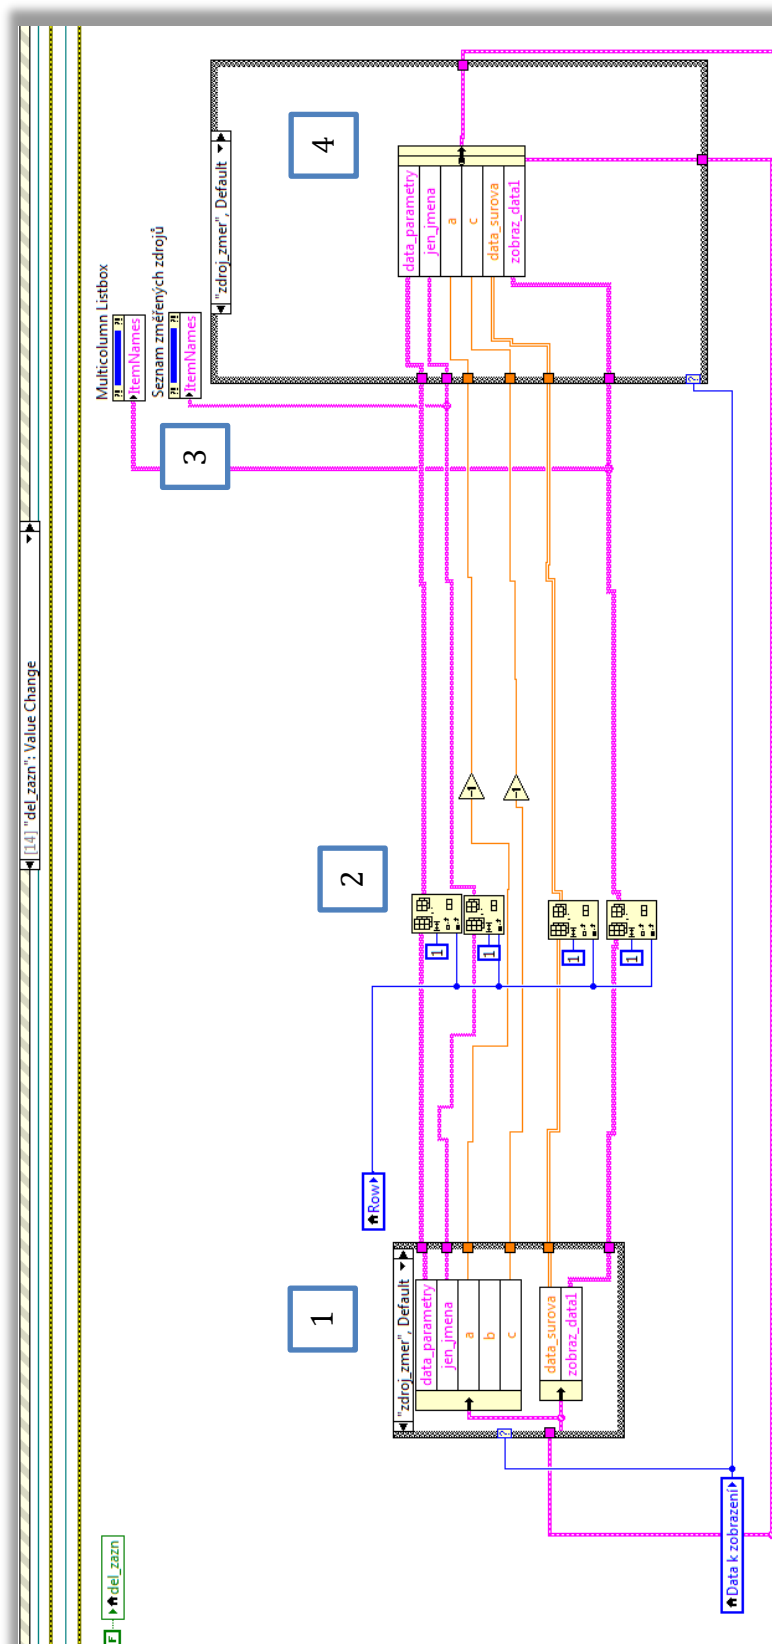 [14] "del_zazn": Value Change
F
del_zazn
1
"zdroj_zmer", Default
data_parametry
jen_jmena
a
b
c
data_surova
zobraz_data1
Data k zobrazení
Row
2
1
1
1
1
-1
-1
3
Multicolumn Listbox
ItemNames
Seznam změřených zdrojů
ItemNames
4
"zdroj_zmer", Default
data_parametry
jen_jmena
a
c
data_surova
zobraz_data1
?
?